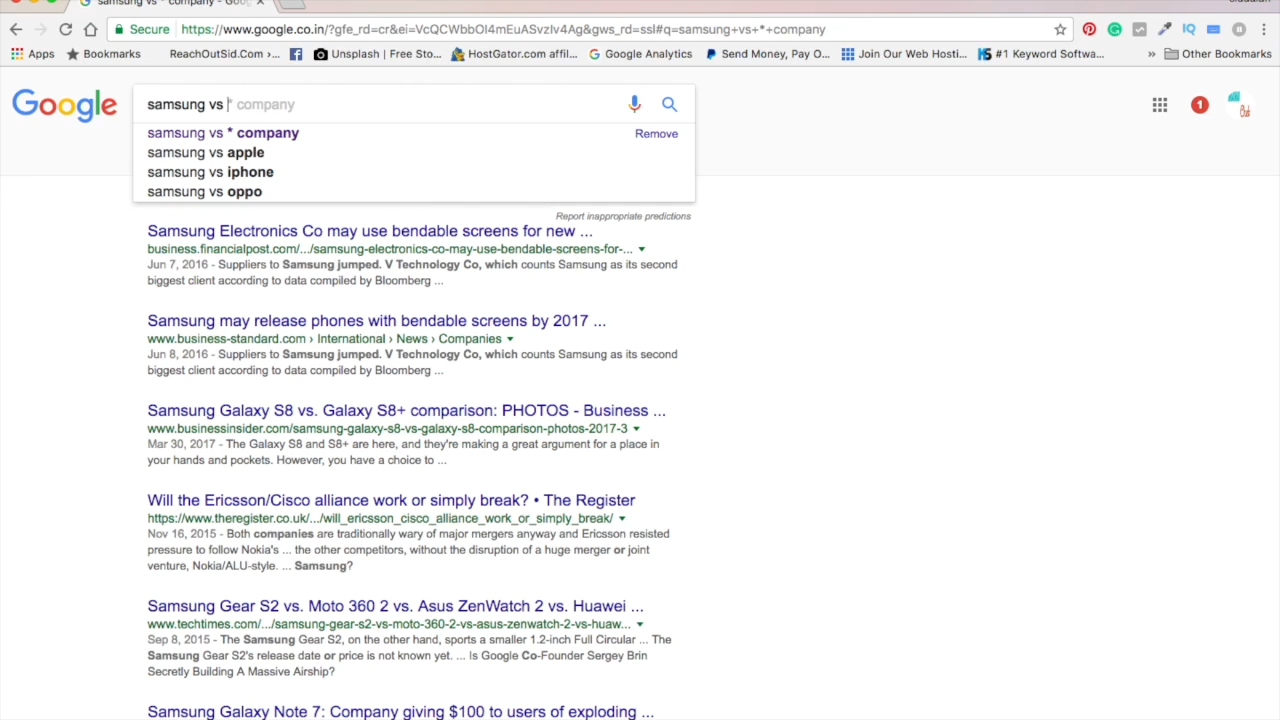 samsung vs * company - Goog
Secure https://www.google.co.in/?gfe_rd=cr&ei=VcQCWbbOI4mEuASvzIv4Ag&gws_rd=ssl#q=samsung+vs+*+company
Apps Bookmarks ReachOutSid.Com ›... Unsplash | Free Sto... HostGator.com affil... Google Analytics Send Money, Pay O... Join Our Web Hosti... #1 Keyword Softwa... » Other Bookmarks
Google
samsung vs * company
1
samsung vs * company Remove
samsung vs apple
samsung vs iphone
samsung vs oppo
Report inappropriate predictions
Samsung Electronics Co may use bendable screens for new ...
business.financialpost.com/.../samsung-electronics-co-may-use-bendable-screens-for-...
Jun 7, 2016 - Suppliers to Samsung jumped. V Technology Co, which counts Samsung as its second
biggest client according to data compiled by Bloomberg ...
Samsung may release phones with bendable screens by 2017 ...
www.business-standard.com › International › News › Companies
Jun 8, 2016 - Suppliers to Samsung jumped. V Technology Co, which counts Samsung as its second
biggest client according to data compiled by Bloomberg ...
Samsung Galaxy S8 vs. Galaxy S8+ comparison: PHOTOS - Business ...
www.businessinsider.com/samsung-galaxy-s8-vs-galaxy-s8-comparison-photos-2017-3
Mar 30, 2017 - The Galaxy S8 and S8+ are here, and they're making a great argument for a place in
your hands and pockets. However, you have a choice to ...
Will the Ericsson/Cisco alliance work or simply break? • The Register
https://www.theregister.co.uk/.../will_ericsson_cisco_alliance_work_or_simply_break/
Nov 16, 2015 - Both companies are traditionally wary of major mergers anyway and Ericsson resisted
pressure to follow Nokia's ... the other competitors, without the disruption of a huge merger or joint
venture, Nokia/ALU-style. ... Samsung?
Samsung Gear S2 vs. Moto 360 2 vs. Asus ZenWatch 2 vs. Huawei ...
www.techtimes.com/.../samsung-gear-s2-vs-moto-360-2-vs-asus-zenwatch-2-vs-huaw...
Sep 8, 2015 - The Samsung Gear S2, on the other hand, sports a smaller 1.2-inch Full Circular ... The
Samsung Gear S2's release date or price is not known yet. ... Is Google Co-Founder Sergey Brin
Secretly Building A Massive Airship?
Samsung Galaxy Note 7: Company giving $100 to users of exploding ...